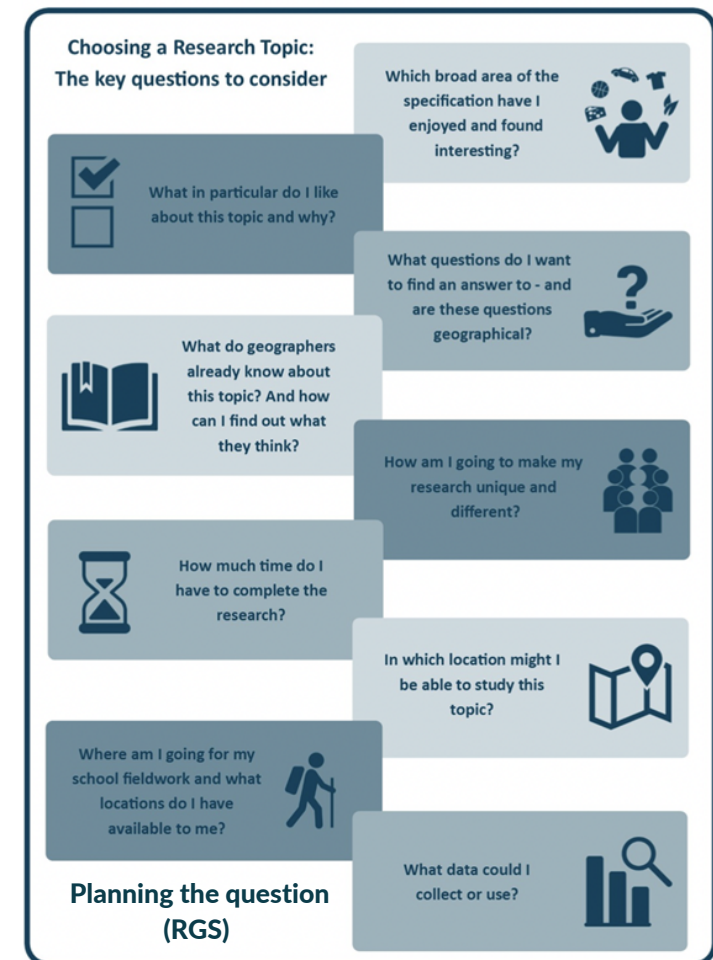 Choosing a Research Topic:
The key questions to consider
Which broad area of the
specification have I
enjoyed and found
interesting?
What in particular do I like
about this topic and why?
What questions do I want
to find an answer to - and
are these questions
geographical?
What do geographers
already know about
this topic? And how
can I find out what
they think?
How am I going to make my
research unique and
different?
How much time do I
have to complete the
research?
In which location might I
be able to study this
topic?
Where am I going for my
school fieldwork and what
locations do I have
available to me?
What data could I
collect or use?
Planning the question
(RGS)